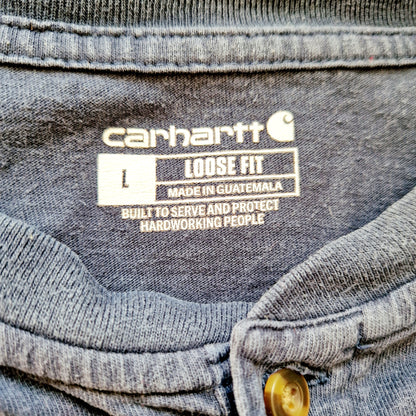 carhartt
L LOOSE FIT
MADE IN GUATEMALA
BUILT TO SERVE AND PROTECT
HARDWORKING PEOPLE